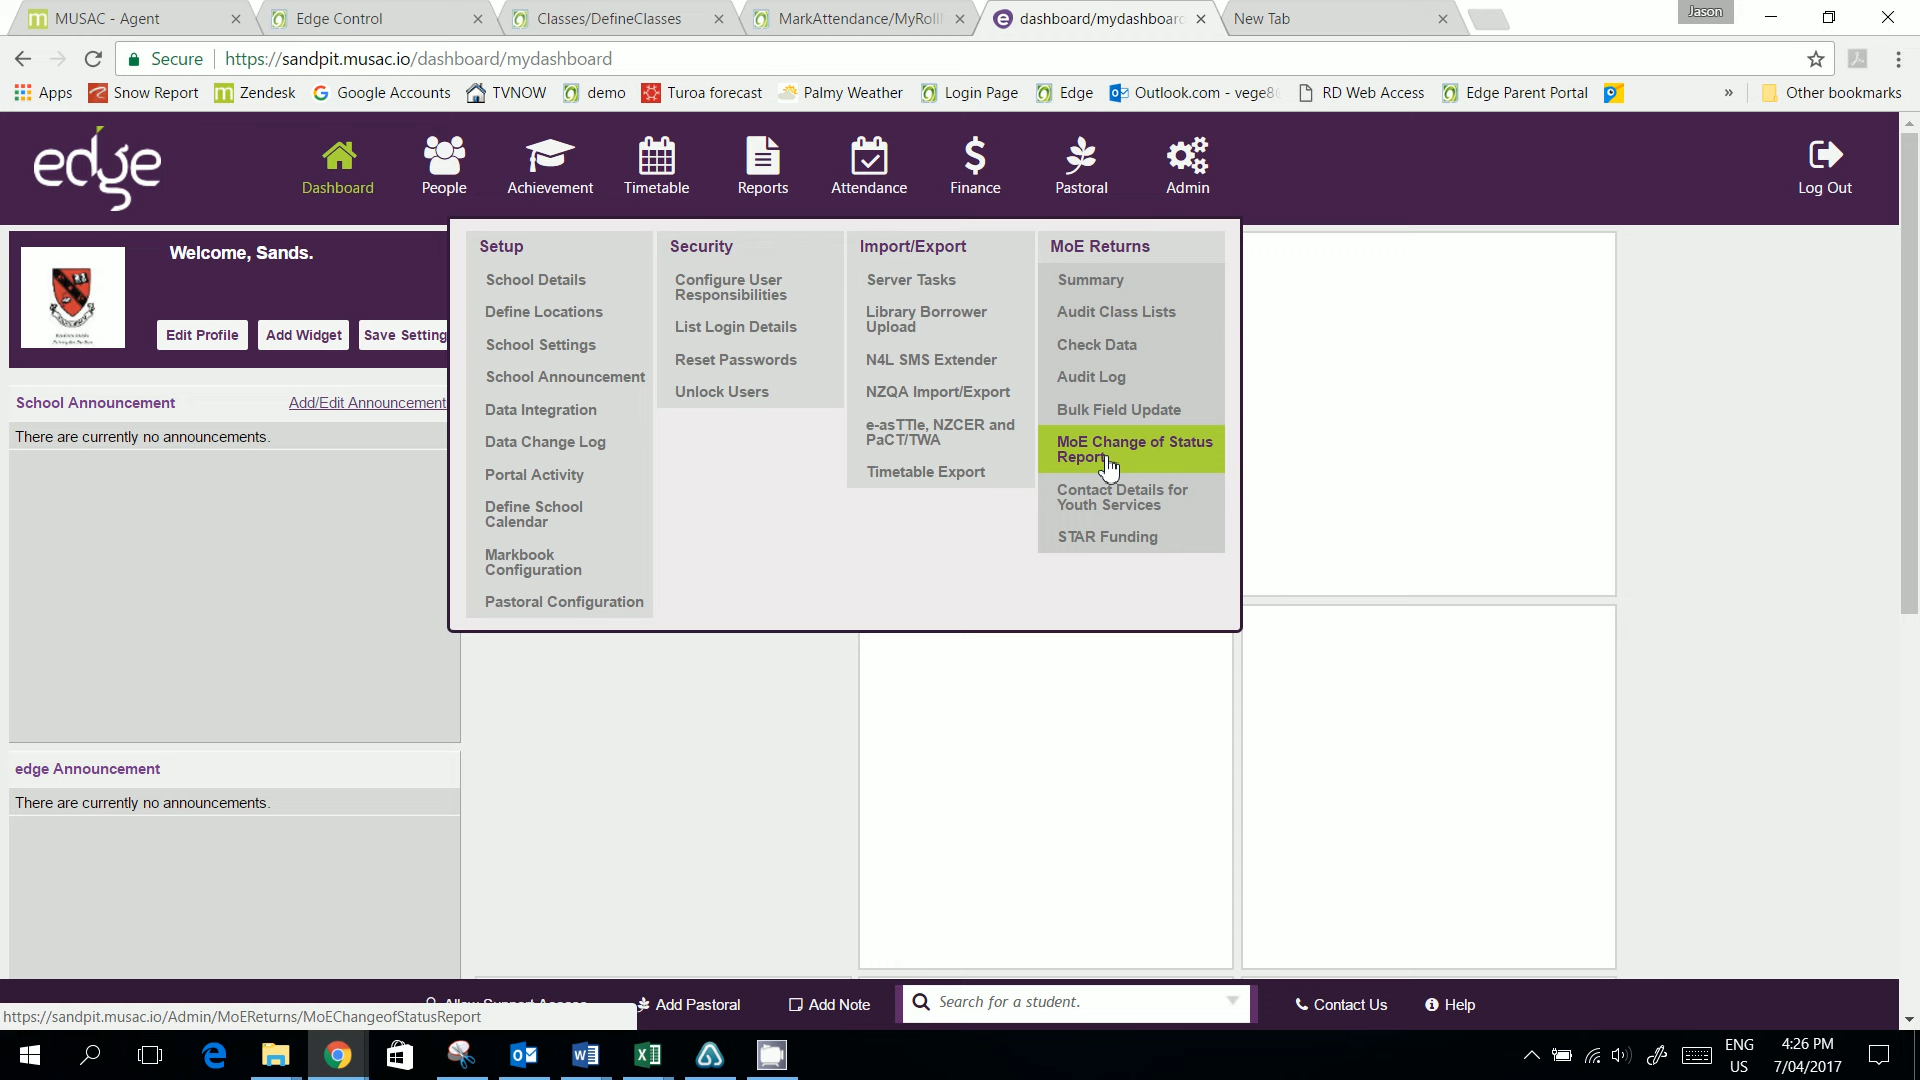 MUSAC - Agent
Edge Control
Classes/DefineClasses
MarkAttendance/MyRoll
dashboard/mydashboard
New Tab
Jason
Secure
https://sandpit.musac.io/dashboard/mydashboard
Apps
Snow Report
Zendesk
Google Accounts
TVNOW
demo
Turoa forecast
Palmy Weather
Login Page
Edge
Outlook.com - vege8
RD Web Access
Edge Parent Portal
»
Other bookmarks
edge
Dashboard
People
Achievement
Timetable
Reports
Attendance
Finance
Pastoral
Admin
Log Out
Welcome, Sands.
Edit Profile
Add Widget
Save Setting
School Announcement
Add/Edit Announcement
There are currently no announcements.
edge Announcement
There are currently no announcements.
Setup
School Details
Define Locations
School Settings
School Announcement
Data Integration
Data Change Log
Portal Activity
Define School
Calendar
Markbook
Configuration
Pastoral Configuration
Security
Configure User
Responsibilities
List Login Details
Reset Passwords
Unlock Users
Import/Export
Server Tasks
Library Borrower
Upload
N4L SMS Extender
NZQA Import/Export
e-asTTle, NZCER and
PaCT/TWA
Timetable Export
MoE Returns
Summary
Audit Class Lists
Check Data
Audit Log
Bulk Field Update
MoE Change of Status
Report
Contact Details for
Youth Services
STAR Funding
Add Pastoral
Add Note
Search for a student.
Contact Us
Help
https://sandpit.musac.io/Admin/MoEReturns/MoEChangeofStatusReport
ENG
US
4:26 PM
7/04/2017